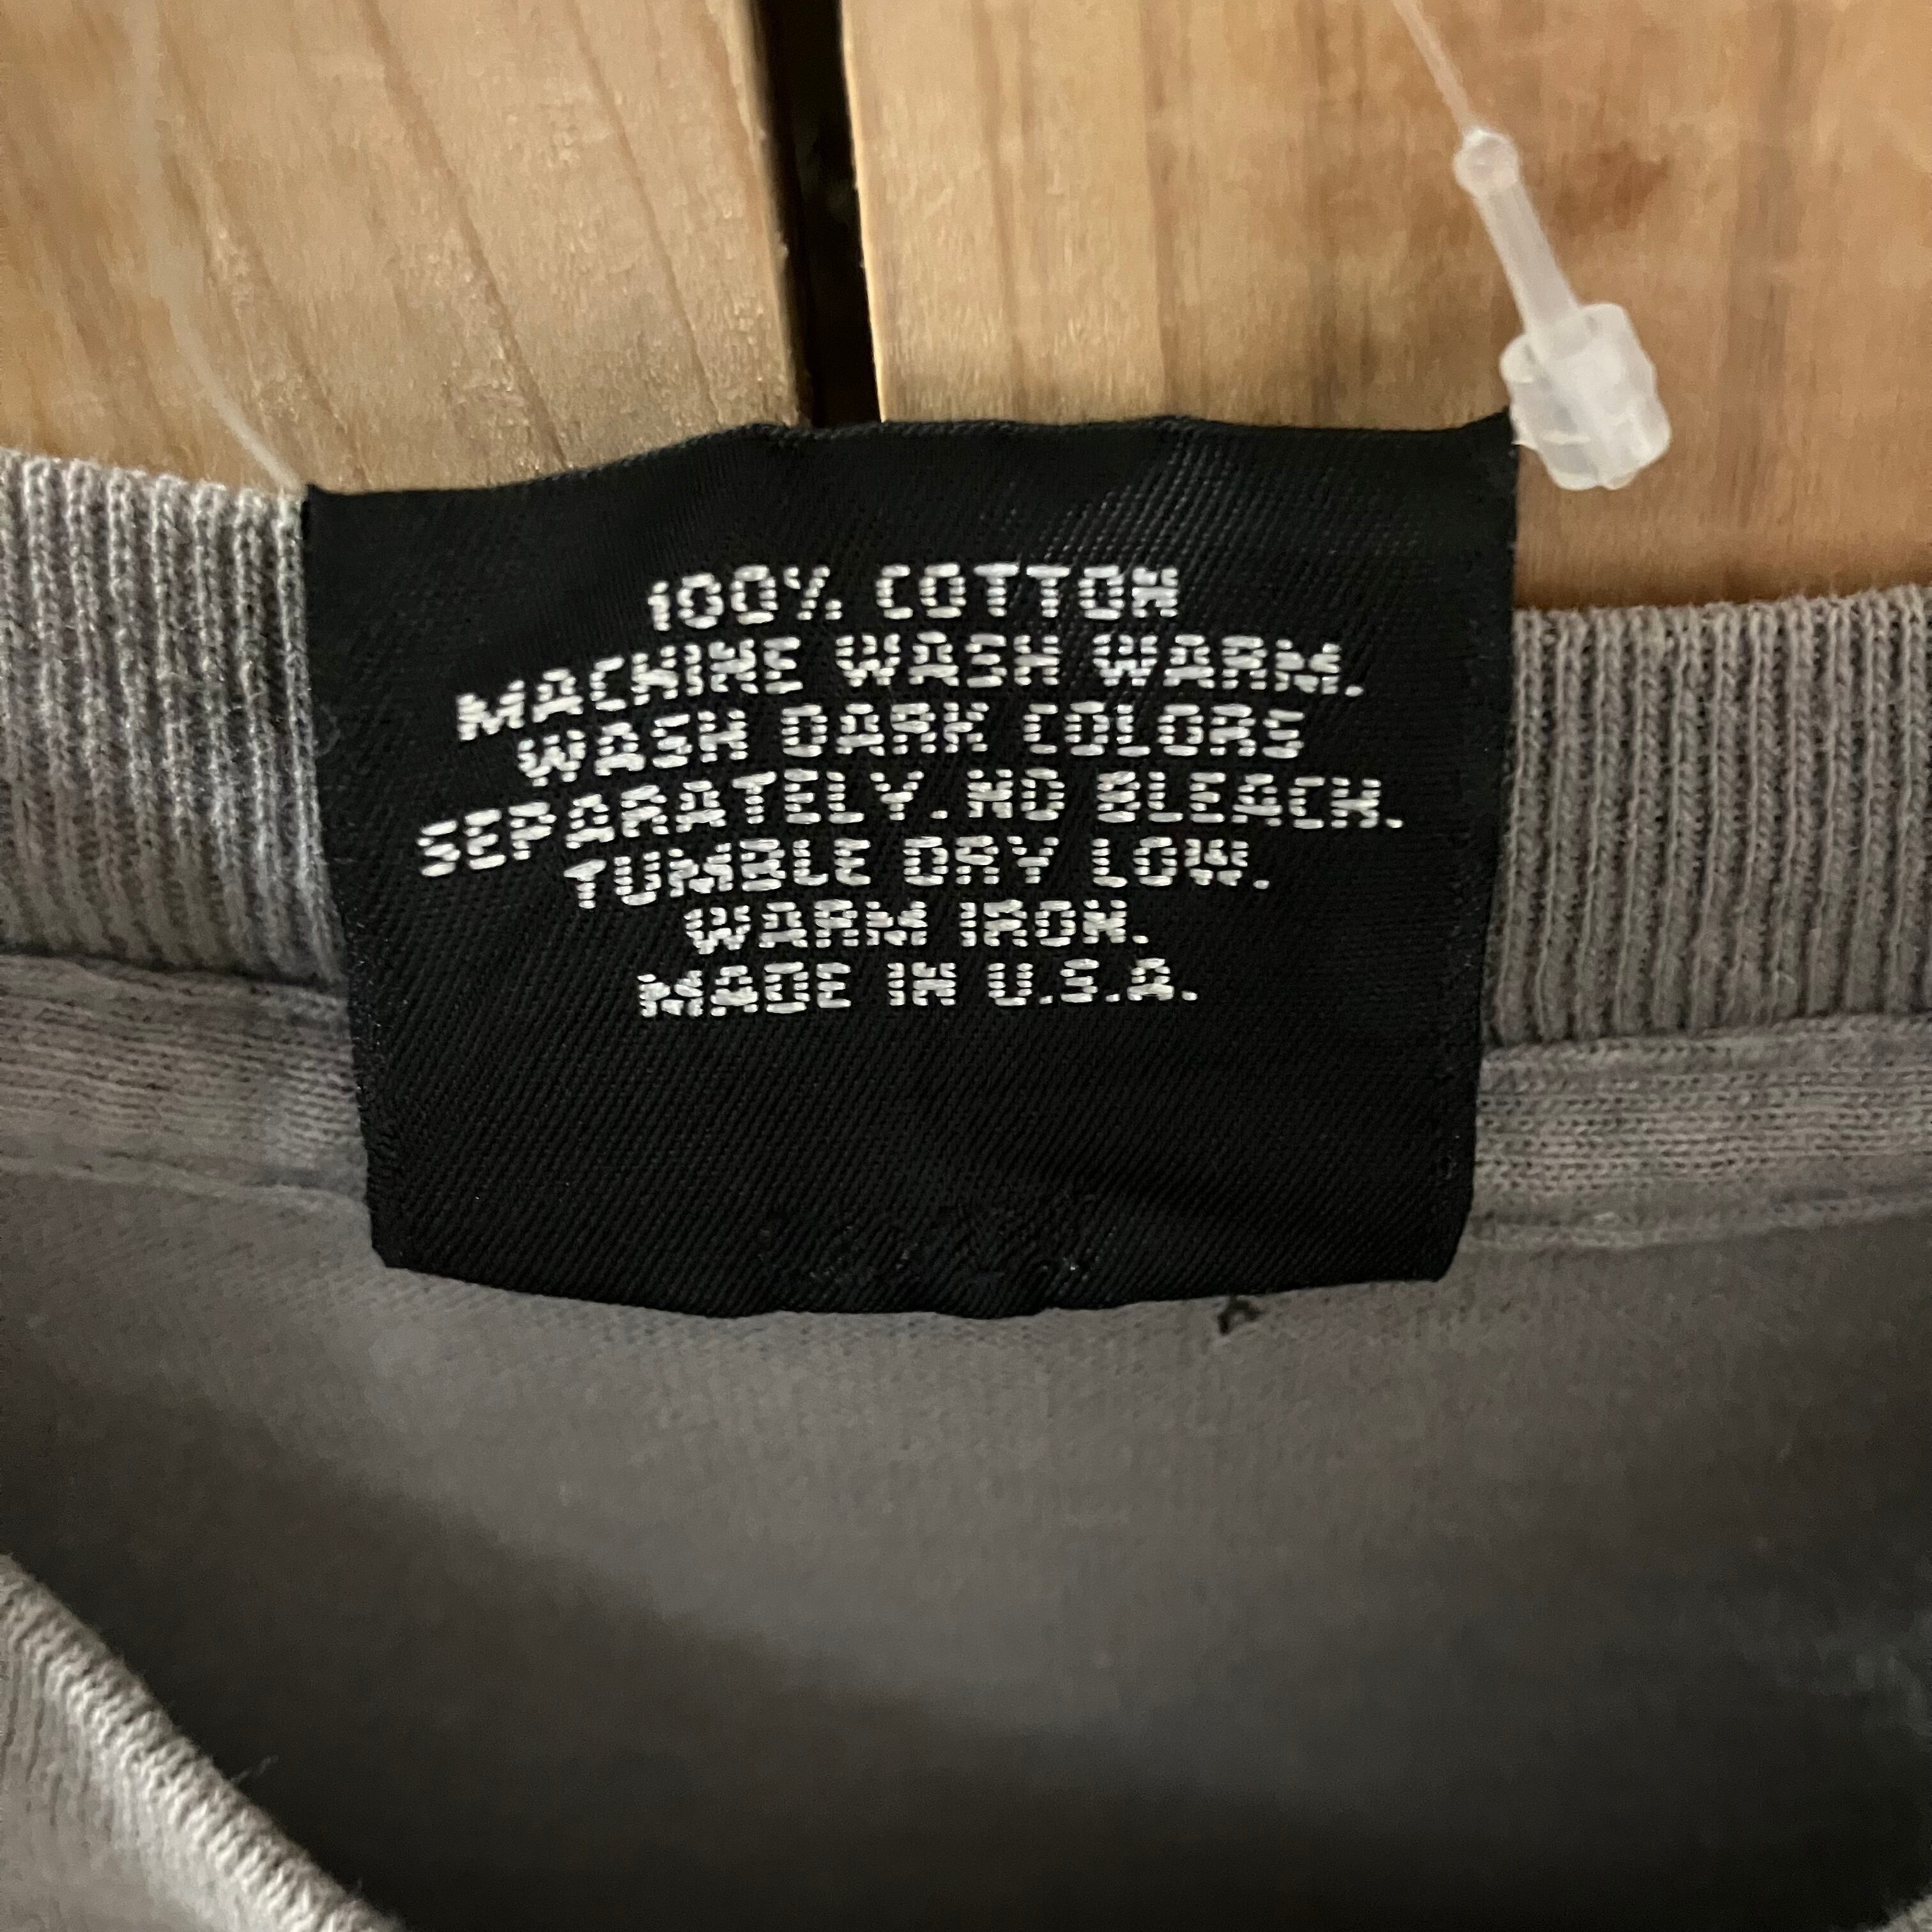 100% COTTON
MACHINE WASH WARM.
WASH DARK COLORS
SEPARATELY. NO BLEACH.
TUMBLE DRY LOW.
WARM IRON.
MADE IN U.S.A.